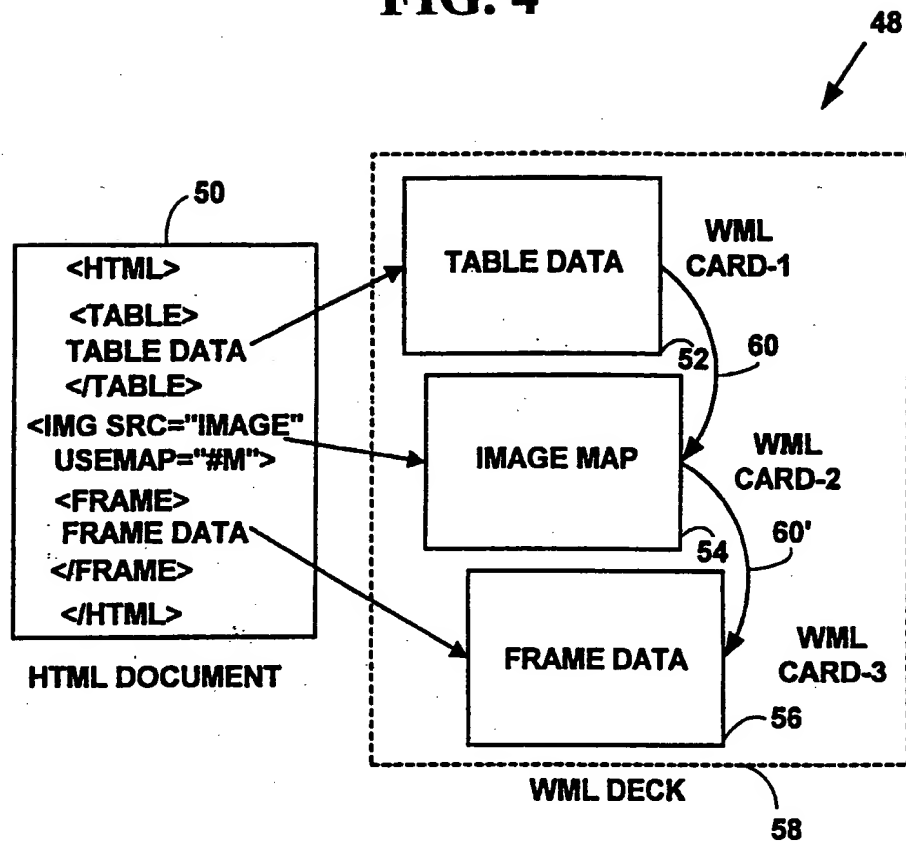 FIG. 4
48
50
<HTML>
<TABLE>
TABLE DATA
</TABLE>
<IMG SRC="IMAGE"
USEMAP="#M">
<FRAME>
FRAME DATA
</FRAME>
</HTML>
HTML DOCUMENT
TABLE DATA
WML
CARD-1
52
60
IMAGE MAP
WML
CARD-2
54
60'
FRAME DATA
WML
CARD-3
56
WML DECK
58